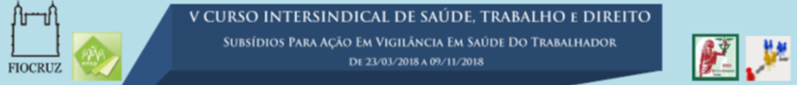 V CURSO INTERSINDICAL DE SAÚDE, TRABALHO E DIREITO
SUBSÍDIOS PARA AÇÃO EM VIGILÂNCIA EM SAÚDE DO TRABALHADOR
DE 23/03/2018 A 09/11/2018
FIOCRUZ